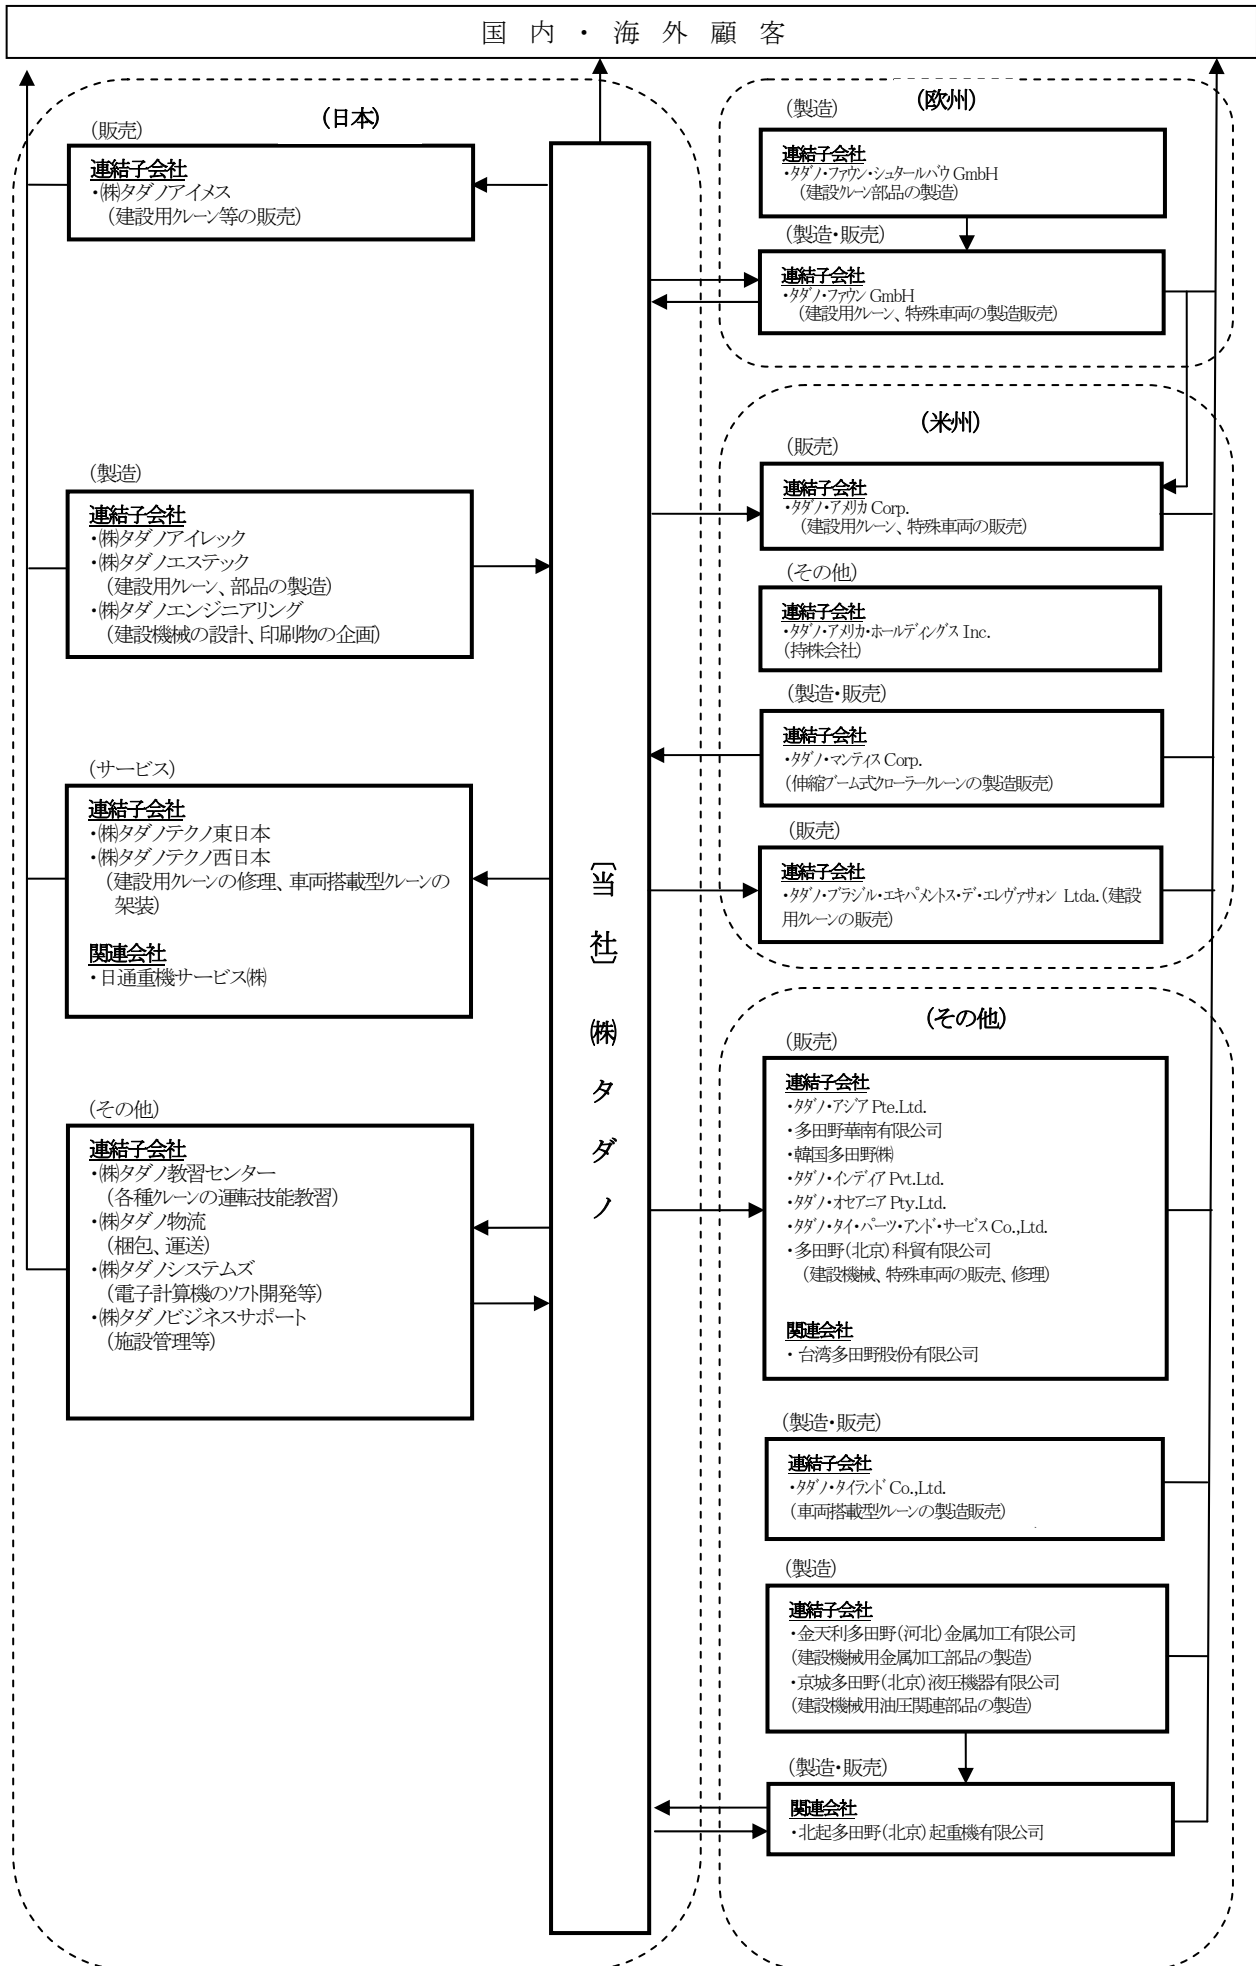 国 内 ・ 海 外 顧 客
(日本)
(販売)
連結子会社
・㈱タダノアイメス
(建設用クレーン等の販売)
(製造)
連結子会社
・㈱タダノアイレック
・㈱タダノエステック
(建設用クレーン、部品の製造)
・㈱タダノエンジニアリング
(建設機械の設計、印刷物の企画)
(サービス)
連結子会社
・㈱タダノテクノ東日本
・㈱タダノテクノ西日本
(建設用クレーンの修理、車両搭載型クレーンの
架装)
関連会社
・日通重機サービス㈱
(その他)
連結子会社
・㈱タダノ教習センター
(各種クレーンの運転技能教習)
・㈱タダノ物流
(梱包、運送)
・㈱タダノシステムズ
(電子計算機のソフト開発等)
・㈱タダノビジネスサポート
(施設管理等)
〔当社〕 ㈱タダノ
(欧州)
(製造)
連結子会社
・タダノ・ファウン・シュタールバウ GmbH
(建設クレーン部品の製造)
(製造・販売)
連結子会社
・タダノ・ファウン GmbH
(建設用クレーン、特殊車両の製造販売)
(米州)
(販売)
連結子会社
・タダノ・アメリカ Corp.
(建設用クレーン、特殊車両の販売)
(その他)
連結子会社
・タダノ・アメリカ・ホールディングス Inc.
(持株会社)
(製造・販売)
連結子会社
・タダノ・マンティス Corp.
(伸縮ブーム式クローラークレーンの製造販売)
(販売)
連結子会社
・タダノ・ブラジル・エキパメントス・デ・エレヴァサォン Ltda.(建設
用クレーンの販売)
(その他)
(販売)
連結子会社
・タダノ・アジア Pte.Ltd.
・多田野華南有限公司
・韓国多田野㈱
・タダノ・インディア Pvt.Ltd.
・タダノ・オセアニア Pty.Ltd.
・タダノ・タイ・パーツ・アンド・サービス Co.,Ltd.
・多田野(北京)科貿有限公司
(建設機械、特殊車両の販売、修理)
関連会社
・台湾多田野股份有限公司
(製造・販売)
連結子会社
・タダノ・タイランド Co.,Ltd.
(車両搭載型クレーンの製造販売)
(製造)
連結子会社
・金天利多田野(河北)金属加工有限公司
(建設機械用金属加工部品の製造)
・京城多田野(北京)液圧機器有限公司
(建設機械用油圧関連部品の製造)
(製造・販売)
関連会社
・北起多田野(北京)起重機有限公司